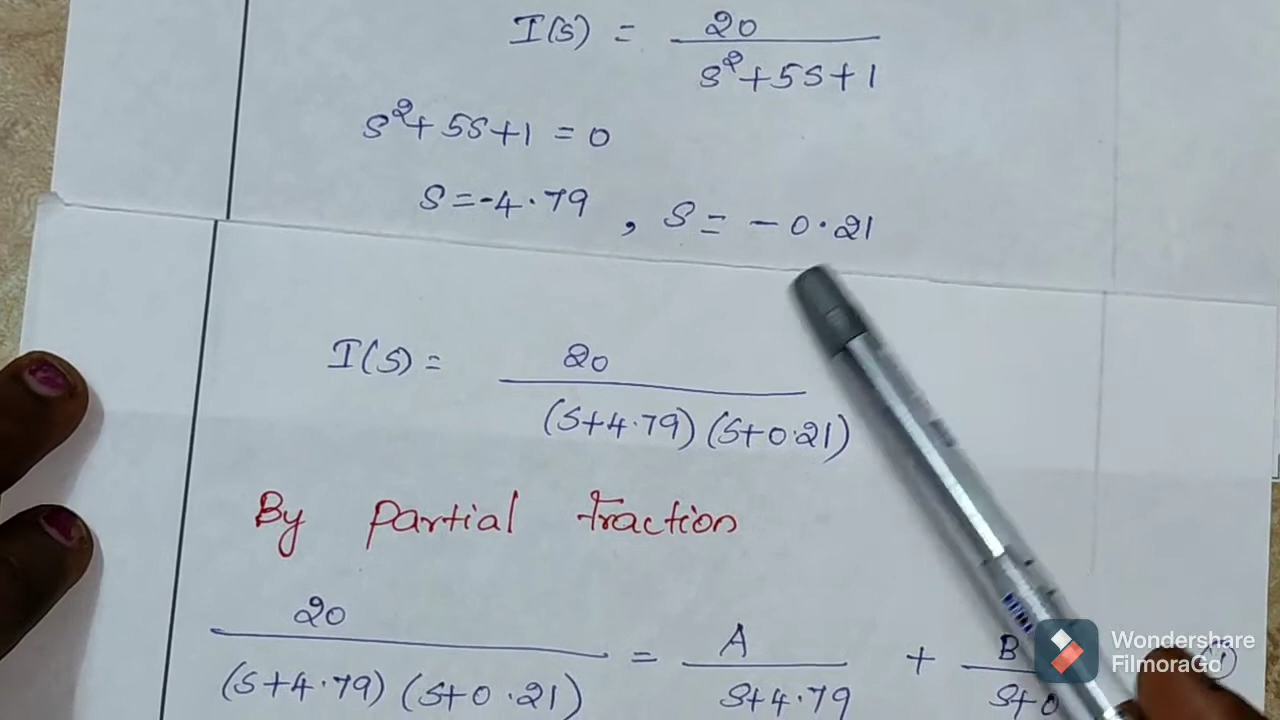 I(S) = 20 / s²+5s+1
s²+5s+1 = 0
S=-4.79 , S= -0.21
I(S) = 20 / (S+4.79) (S+0.21)
By Partial fraction
20 / (S+4.79) (S+0.21) = A / S+4.79 + B / S+0
Wondershare
FilmoraGo